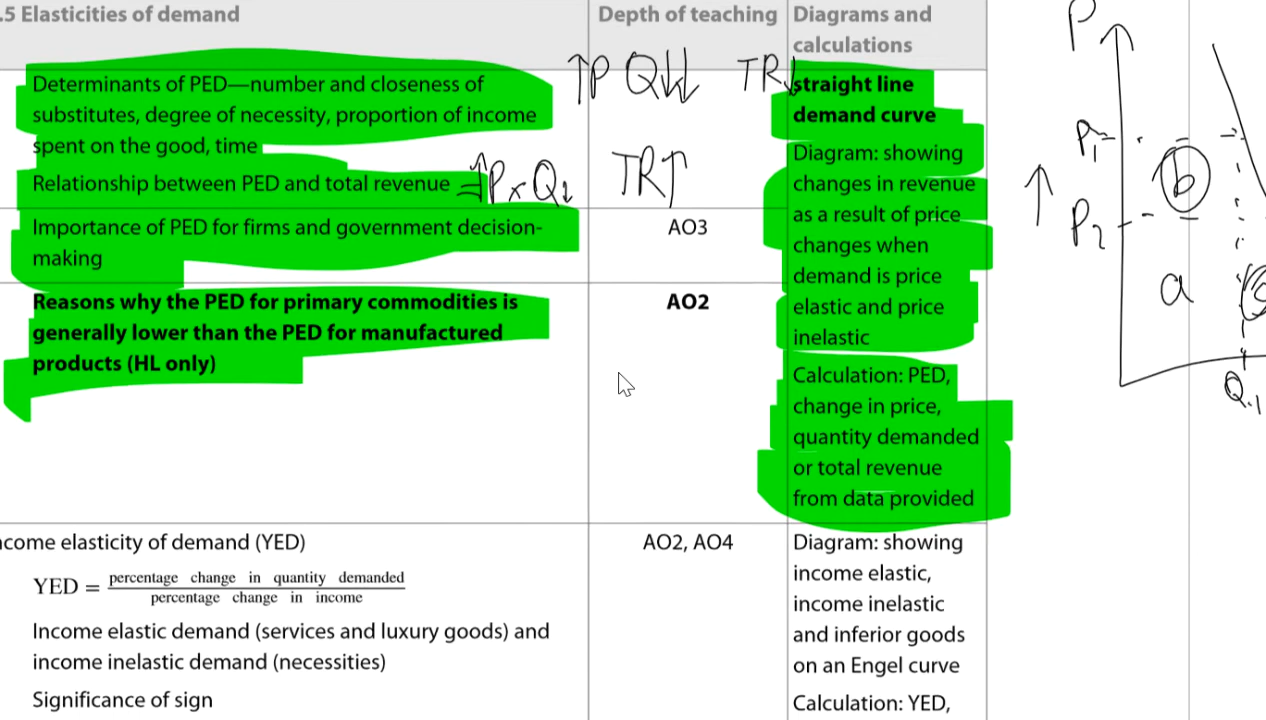 .5 Elasticities of demand
Depth of teaching
Diagrams and
calculations
Determinants of PED—number and closeness of
substitutes, degree of necessity, proportion of income
spent on the good, time
Relationship between PED and total revenue
Importance of PED for firms and government decision-
making
Reasons why the PED for primary commodities is
generally lower than the PED for manufactured
products (HL only)
↑P Q↓↓ TR↓
=↑P x Q↓ TR↑
AO3
AO2
straight line
demand curve
Diagram: showing
changes in revenue
as a result of price
changes when
demand is price
elastic and price
inelastic
Calculation: PED,
change in price,
quantity demanded
or total revenue
from data provided
P
P1
b
↑ P2
a
Q1
ncome elasticity of demand (YED)
YED = percentage change in quantity demanded
percentage change in income
Income elastic demand (services and luxury goods) and
income inelastic demand (necessities)
Significance of sign
AO2, AO4
Diagram: showing
income elastic,
income inelastic
and inferior goods
on an Engel curve
Calculation: YED,